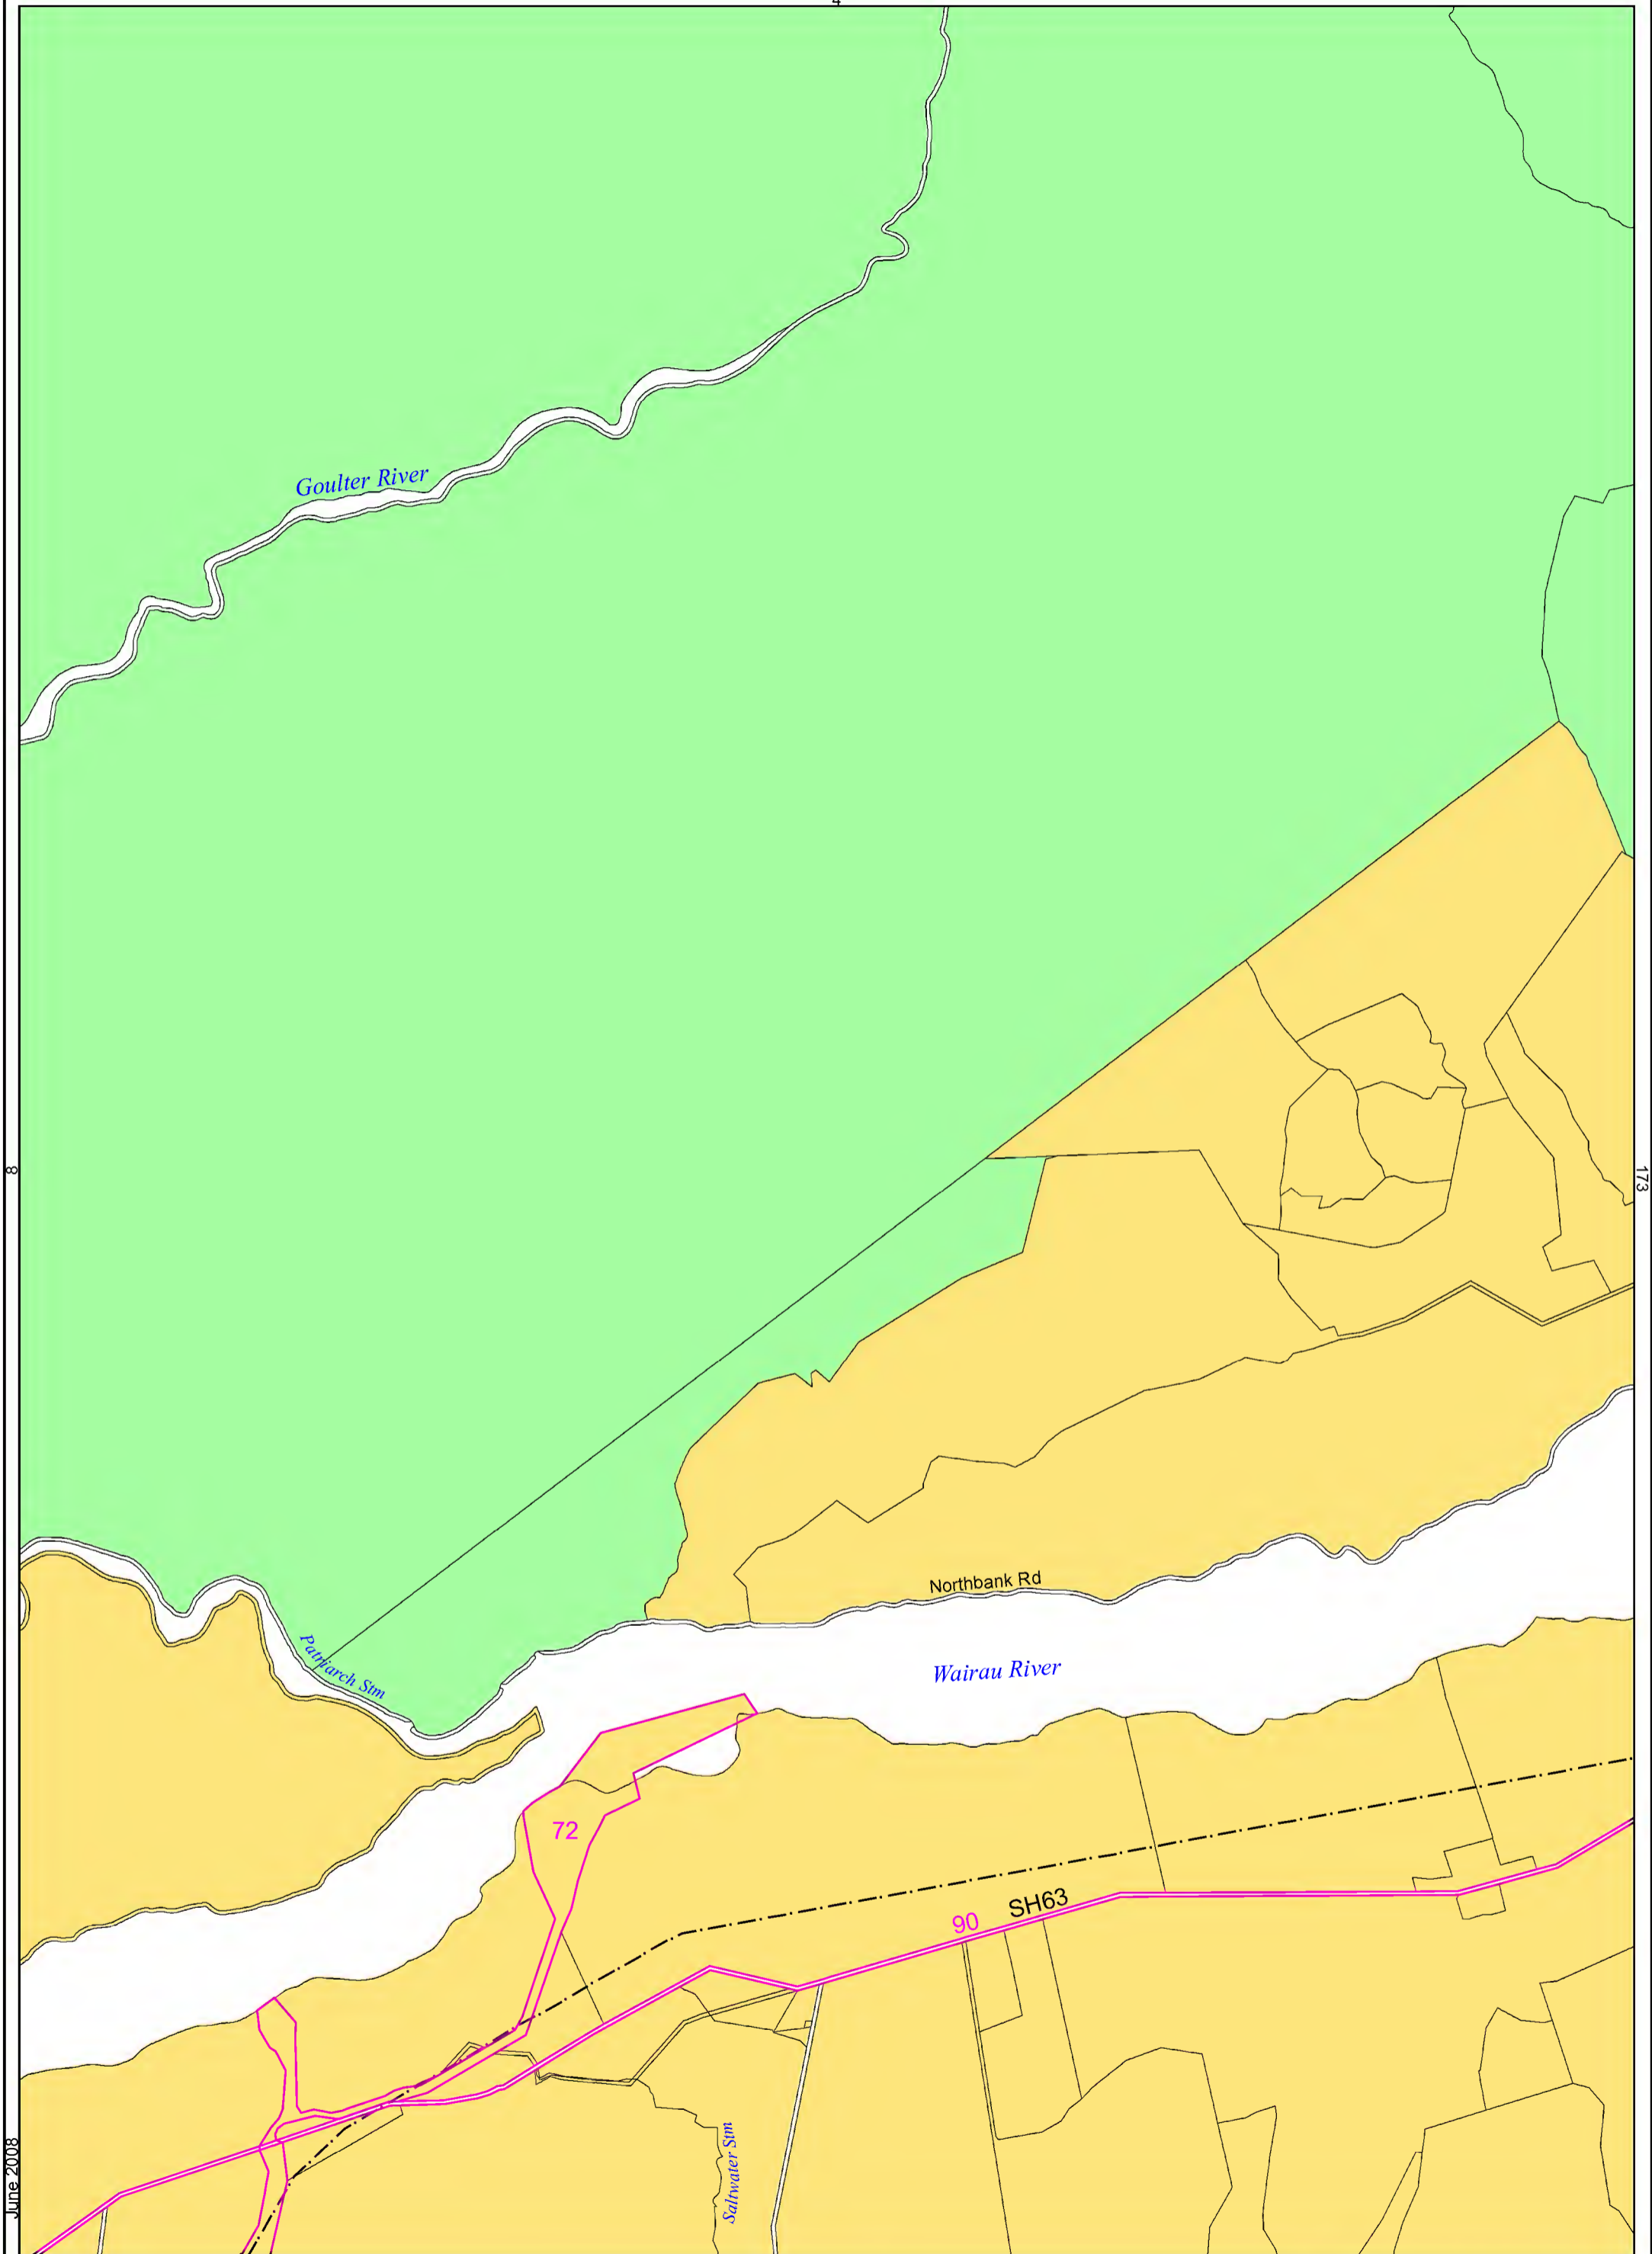 4
Goulter River
8
173
Northbank Rd
Patriarch Stm
Wairau River
72
90
SH63
Saltwater Stm
June 2008